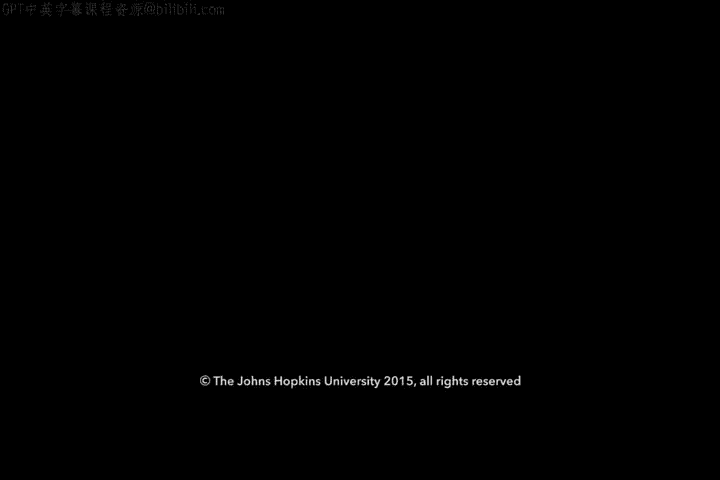 GPT中英字幕课程资源@bilibili.com
© The Johns Hopkins University 2015, all rights reserved